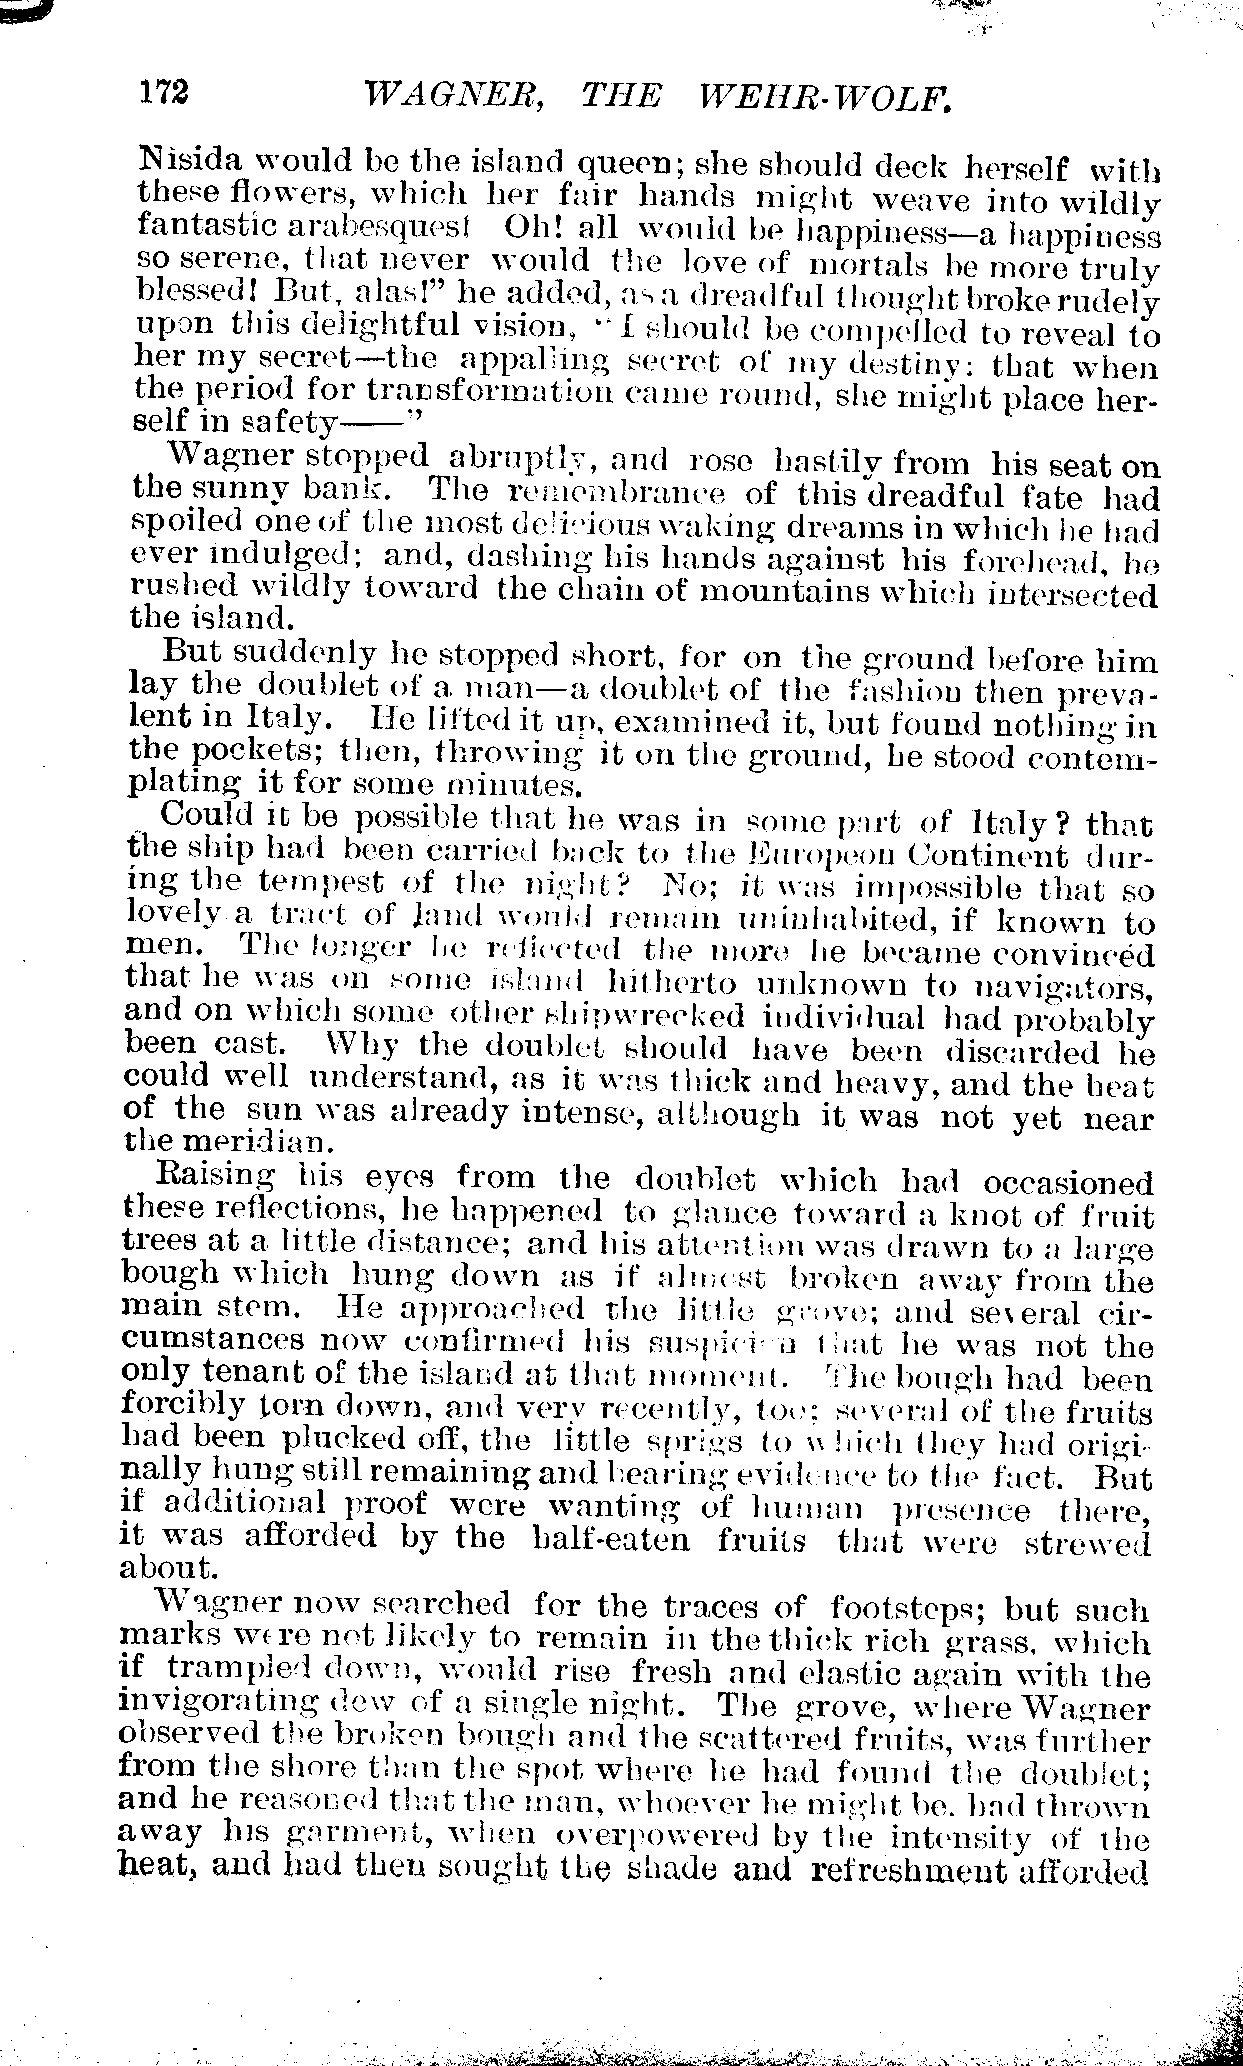 172 WAGNER, THE WEHR-WOLF.
Nisida would be the island queen; she should deck herself with
these flowers, which her fair hands might weave into wildly
fantastic arabesques! Oh! all would be happiness—a happiness
so serene, that never would the love of mortals be more truly
blessed! But, alas!” he added, as a dreadful thought broke rudely
upon this delightful vision, “I should be compelled to reveal to
her my secret—the appalling secret of my destiny: that when
the period for transformation came round, she might place her-
self in safety——”
Wagner stopped abruptly, and rose hastily from his seat on
the sunny bank. The remembrance of this dreadful fate had
spoiled one of the most delicious waking dreams in which he had
ever indulged; and, dashing his hands against his forehead, he
rushed wildly toward the chain of mountains which intersected
the island.
But suddenly he stopped short, for on the ground before him
lay the doublet of a man—a doublet of the fashion then preva-
lent in Italy. He lifted it up, examined it, but found nothing in
the pockets; then, throwing it on the ground, he stood contem-
plating it for some minutes.
Could it be possible that he was in some part of Italy? that
the ship had been carried back to the Europeon Continent dur-
ing the tempest of the night? No; it was impossible that so
lovely a tract of land would remain uninhabited, if known to
men. The longer he reflected the more he became convinced
that he was on some island hitherto unknown to navigators,
and on which some other shipwrecked individual had probably
been cast. Why the doublet should have been discarded he
could well understand, as it was thick and heavy, and the heat
of the sun was already intense, although it was not yet near
the meridian.
Raising his eyes from the doublet which had occasioned
these reflections, he happened to glance toward a knot of fruit
trees at a little distance; and his attention was drawn to a large
bough which hung down as if almost broken away from the
main stem. He approached the little grove; and several cir-
cumstances now confirmed his suspicion that he was not the
only tenant of the island at that moment. The bough had been
forcibly torn down, and very recently, too; several of the fruits
had been plucked off, the little sprigs to which they had origi-
nally hung still remaining and bearing evidence to the fact. But
if additional proof were wanting of human presence there,
it was afforded by the half-eaten fruits that were strewed
about.
Wagner now searched for the traces of footsteps; but such
marks were not likely to remain in the thick rich grass, which
if trampled down, would rise fresh and elastic again with the
invigorating dew of a single night. The grove, where Wagner
observed the broken bough and the scattered fruits, was further
from the shore than the spot where he had found the doublet;
and he reasoned that the man, whoever he might be, had thrown
away his garment, when overpowered by the intensity of the
heat, and had then sought the shade and refreshment afforded